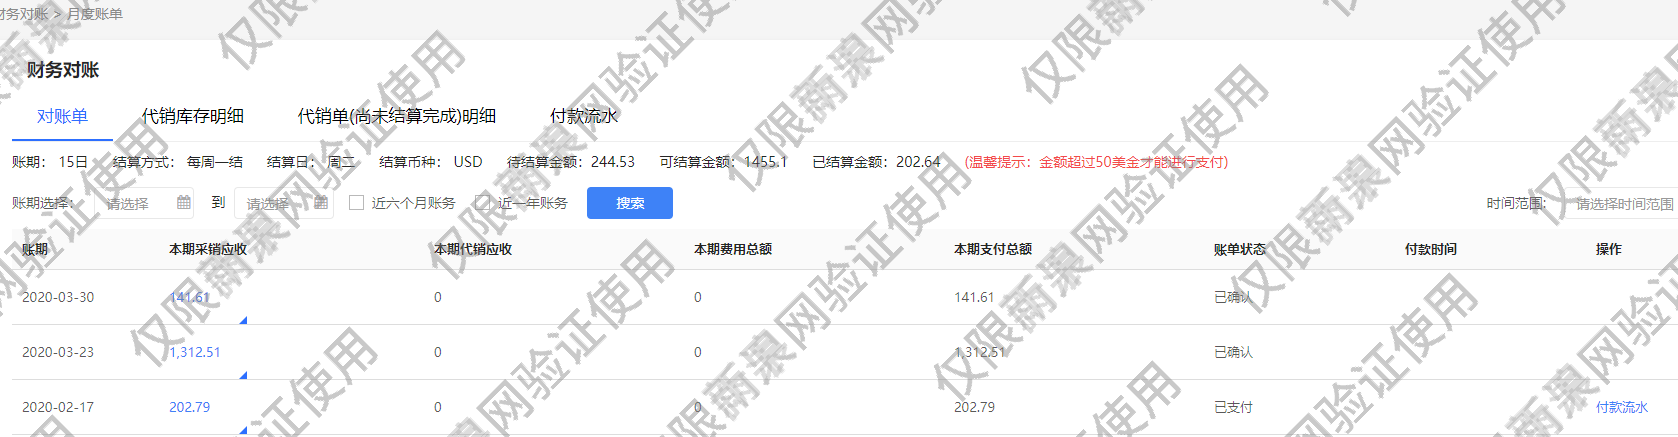 财务对账 > 月度账单
财务对账
对账单 代销库存明细 代销单(尚未结算完成)明细 付款流水
账期： 15日 结算方式： 每周一结 结算日： 周二 结算币种： USD 待结算金额：244.53 可结算金额：1455.1 已结算金额：202.64 (温馨提示：金额超过50美金才能进行支付)
账期选择： 请选择 到 请选择 近六个月账务 近一年账务 搜索 时间范围: 请选择时间范围
账期 本期采销应收 本期代销应收 本期费用总额 本期支付总额 账单状态 付款时间 操作
2020-03-30 141.61 0 0 141.61 已确认
2020-03-23 1,312.51 0 0 1,312.51 已确认
2020-02-17 202.79 0 0 202.79 已支付 付款流水
仅限雨果网验证使用